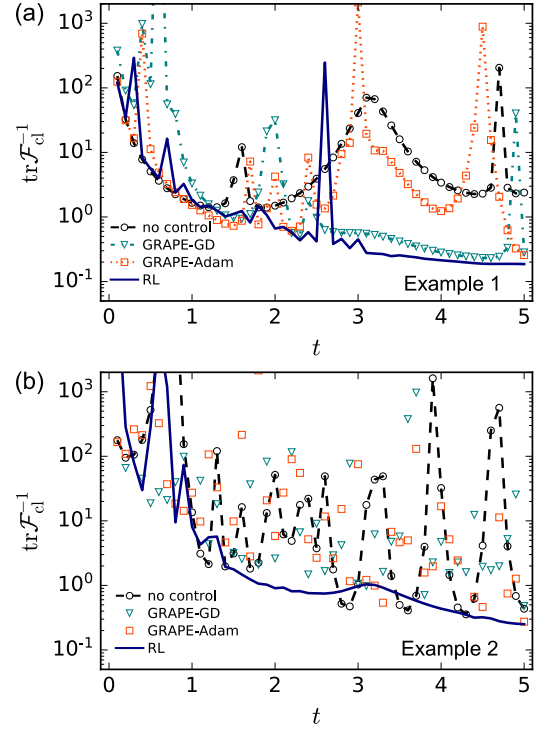 (a)
10³
10²
10¹
10⁰
10⁻¹
trF_cl⁻¹
no control
GRAPE-GD
GRAPE-Adam
RL
Example 1
0 1 2 3 4 5
t
(b)
10³
10²
10¹
10⁰
10⁻¹
trF_cl⁻¹
no control
GRAPE-GD
GRAPE-Adam
RL
Example 2
0 1 2 3 4 5
t